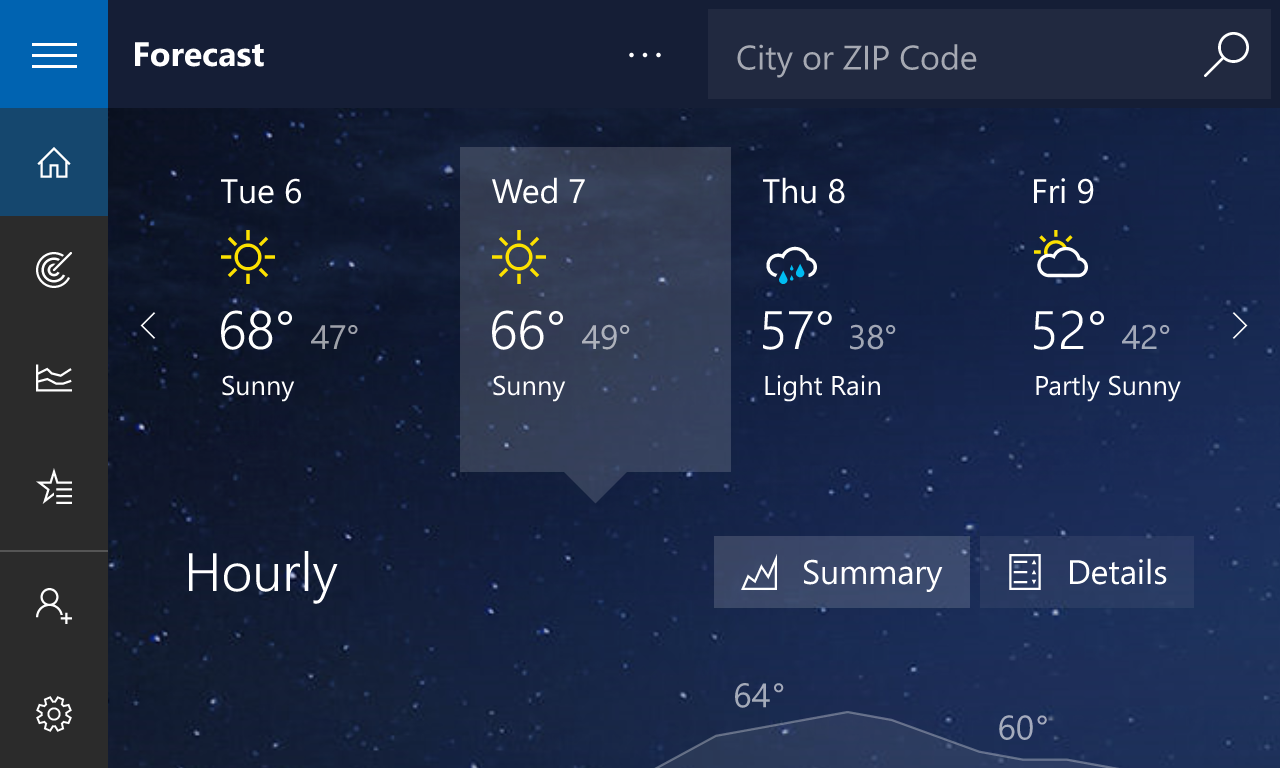 Forecast
...
City or ZIP Code
Tue 6
Wed 7
Thu 8
Fri 9
68° 47°
66° 49°
57° 38°
52° 42°
Sunny
Sunny
Light Rain
Partly Sunny
Hourly
Summary
Details
64°
60°